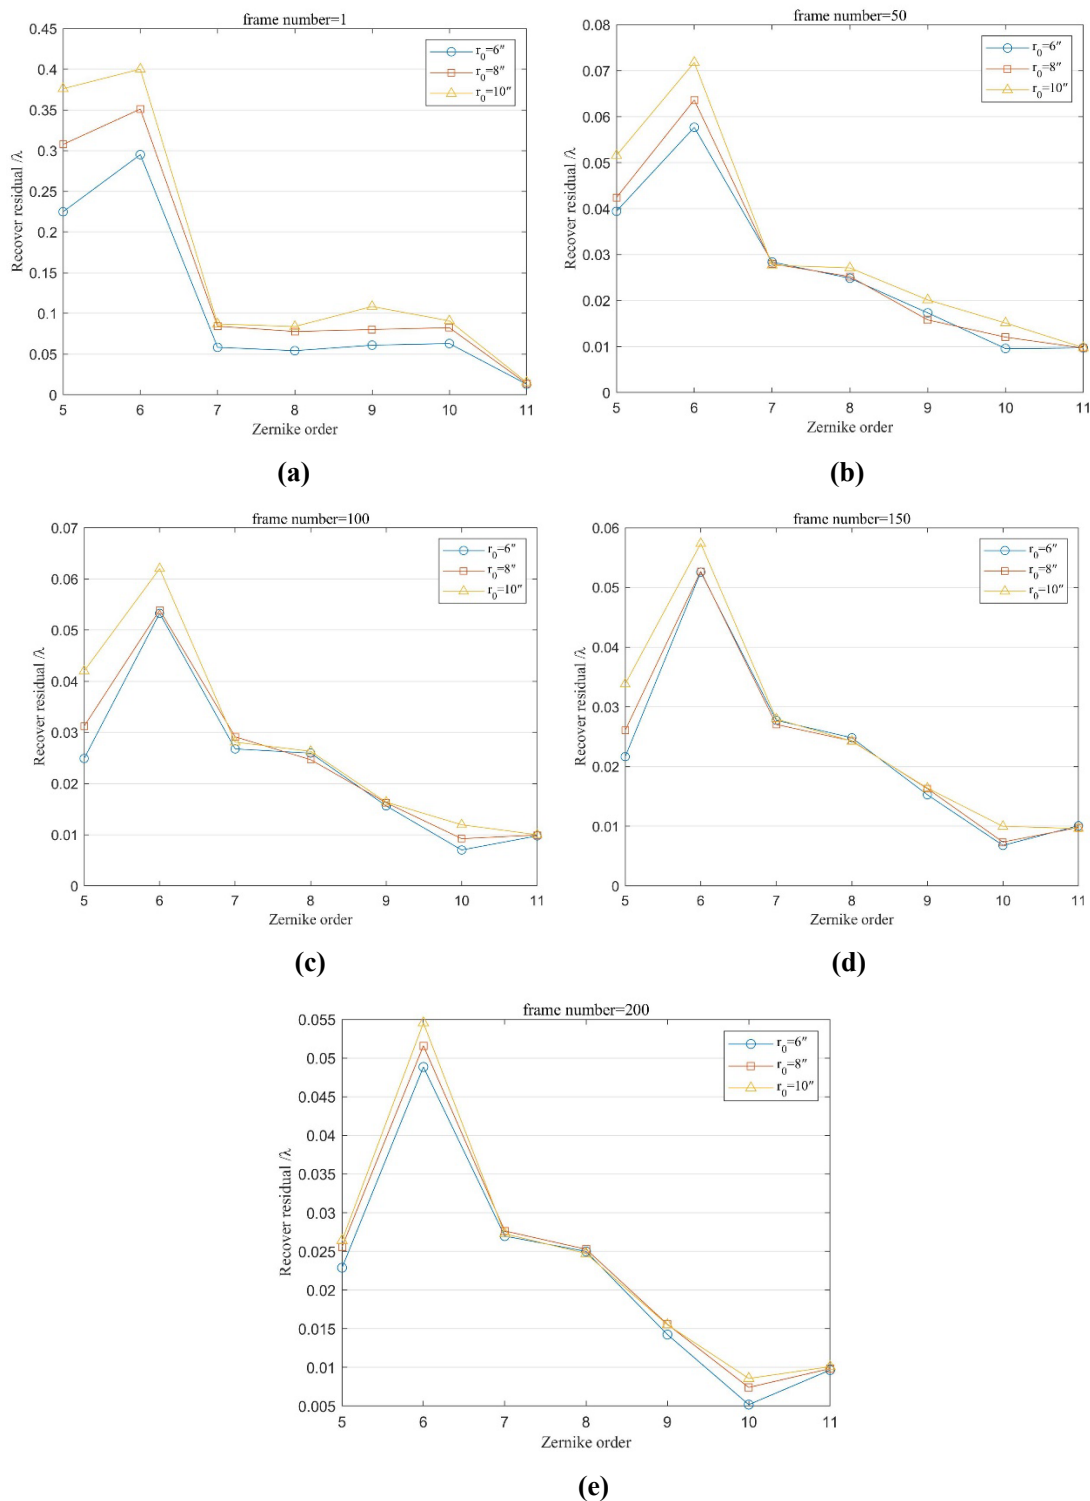 frame number=1
0.45
0.4
0.35
0.3
0.25
0.2
0.15
0.1
0.05
0
Recover residual /λ
r0=6″
r0=8″
r0=10″
5 6 7 8 9 10 11
Zernike order
(a)
frame number=50
0.08
0.07
0.06
0.05
0.04
0.03
0.02
0.01
0
Recover residual /λ
r0=6″
r0=8″
r0=10″
5 6 7 8 9 10 11
Zernike order
(b)
frame number=100
0.07
0.06
0.05
0.04
0.03
0.02
0.01
0
Recover residual /λ
r0=6″
r0=8″
r0=10″
5 6 7 8 9 10 11
Zernike order
(c)
frame number=150
0.06
0.05
0.04
0.03
0.02
0.01
0
Recover residual /λ
r0=6″
r0=8″
r0=10″
5 6 7 8 9 10 11
Zernike order
(d)
frame number=200
0.055
0.05
0.045
0.04
0.035
0.03
0.025
0.02
0.015
0.01
0.005
Recover residual /λ
r0=6″
r0=8″
r0=10″
5 6 7 8 9 10 11
Zernike order
(e)